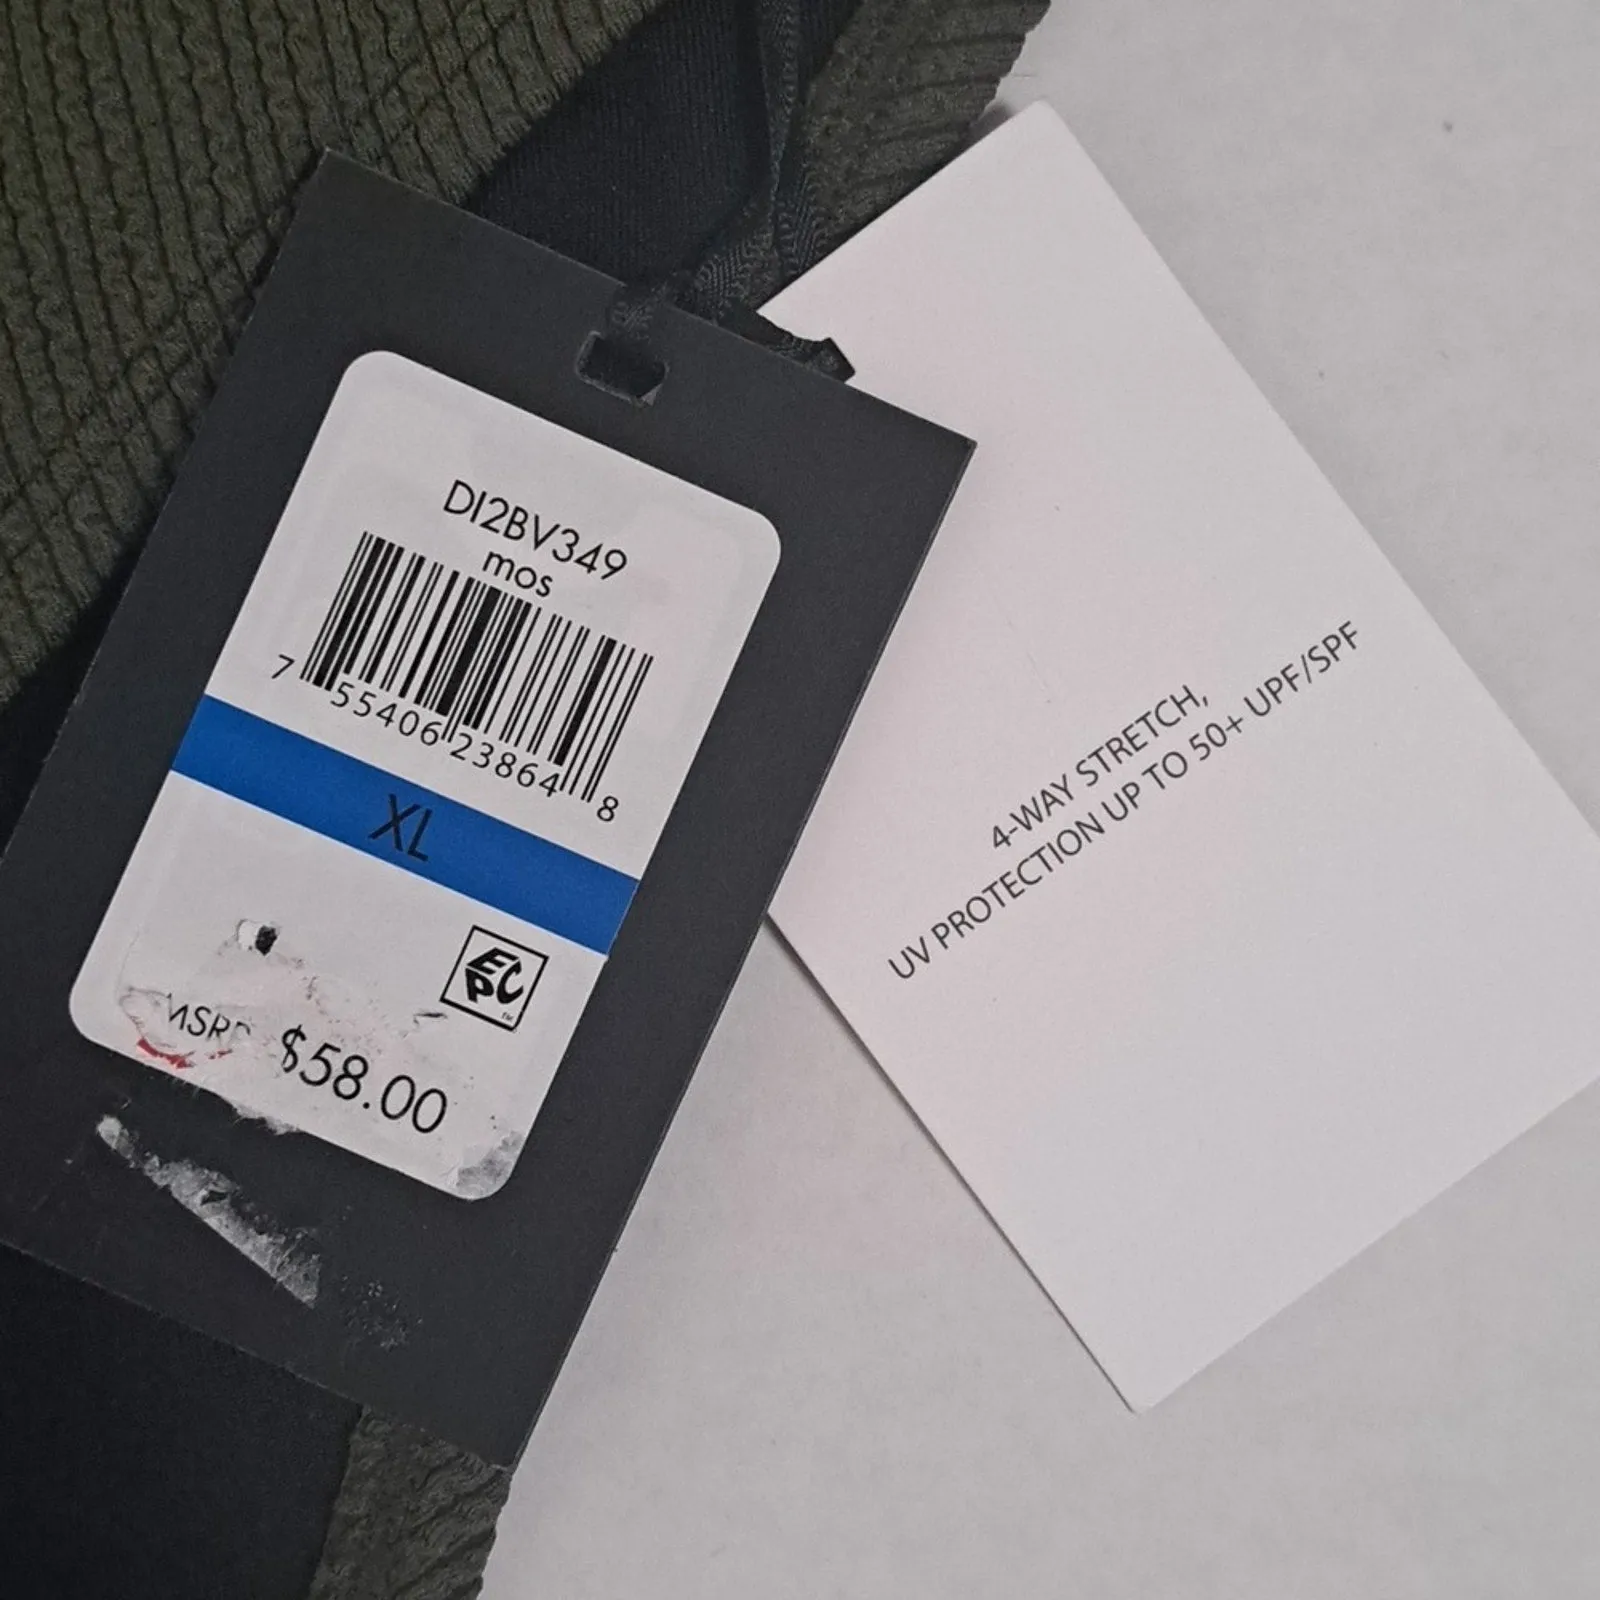 DI2BV349
mos
7 55406 23864 8
XL
EPC
™
MSRP $58.00
4-WAY STRETCH,
UV PROTECTION UP TO 50+ UPF/SPF